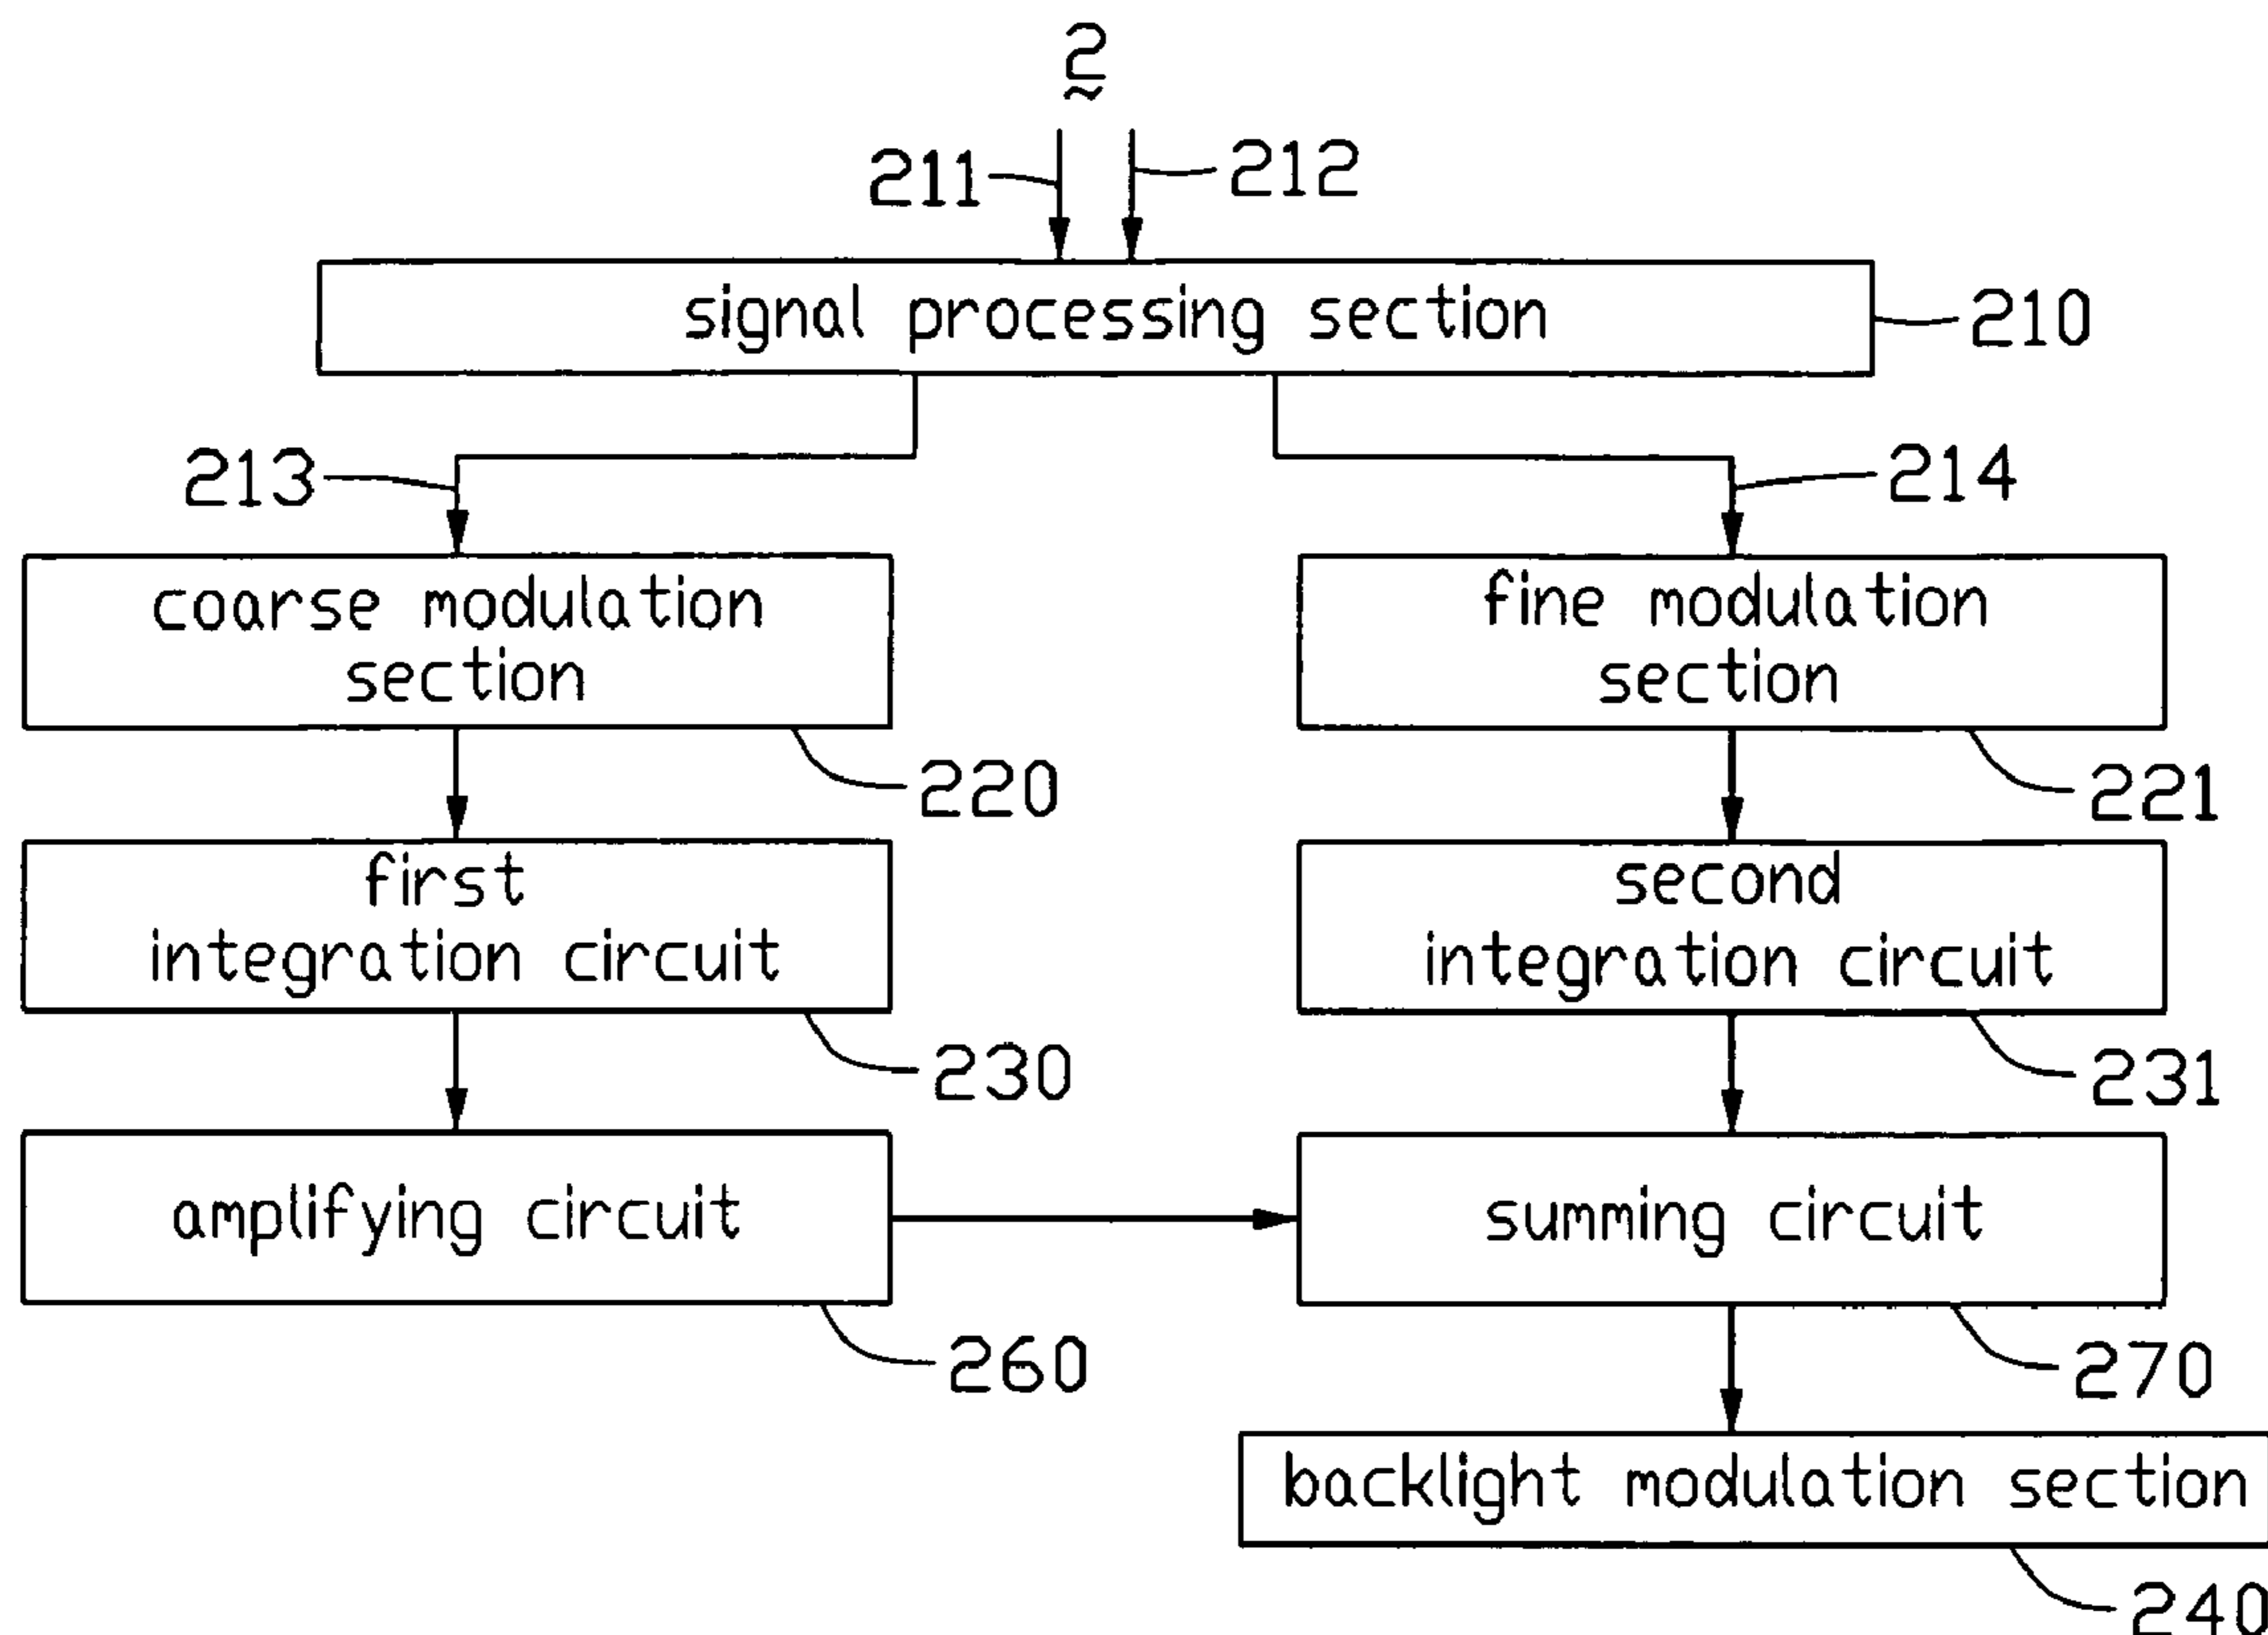 2
211
212
signal processing section
210
213
214
coarse modulation
section
fine modulation
section
220
221
first
integration circuit
second
integration circuit
230
231
amplifying circuit
summing circuit
260
270
backlight modulation section
240